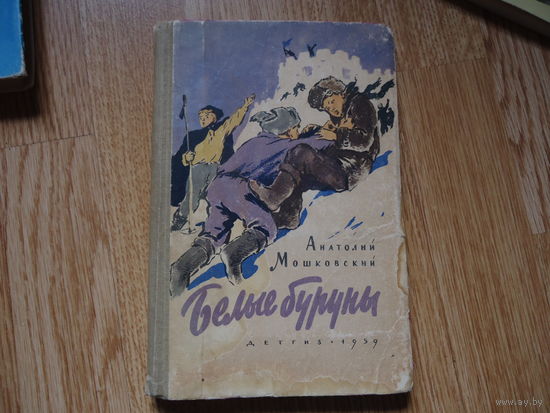 Анатолий
Мошковский
Белые буруны
ДЕТГИЗ • 1959
www.ay.by